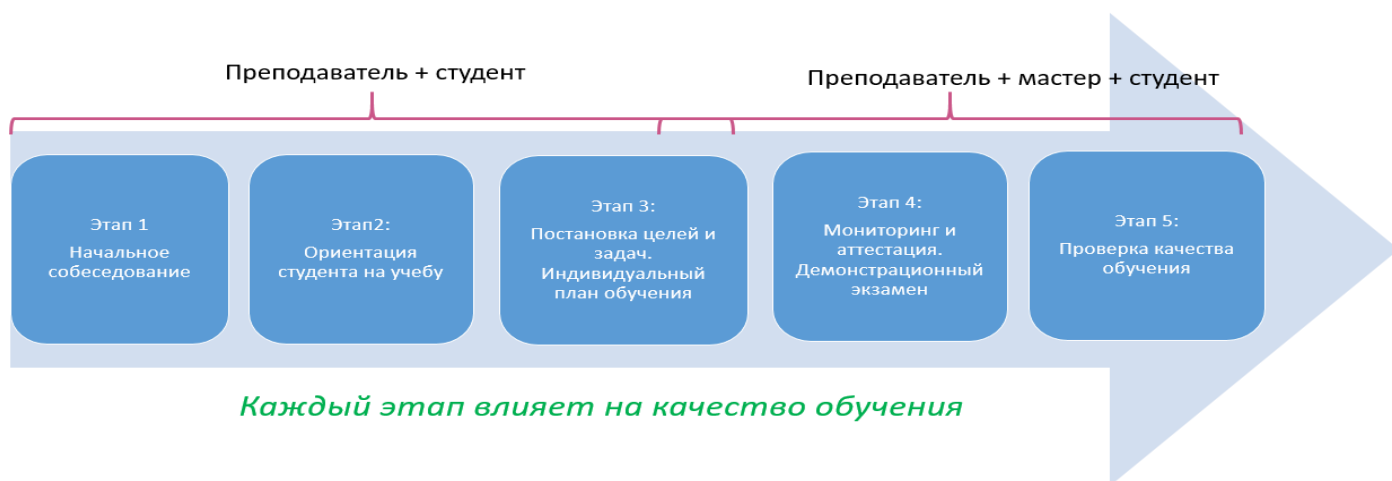 Преподаватель + студент
Преподаватель + мастер + студент
Этап 1
Начальное
собеседование
Этап2:
Ориентация
студента на учебу
Этап 3:
Постановка целей и
задач.
Индивидуальный
план обучения
Этап 4:
Мониторинг и
аттестация.
Демонстрационный
экзамен
Этап 5:
Проверка качества
обучения
Каждый этап влияет на качество обучения